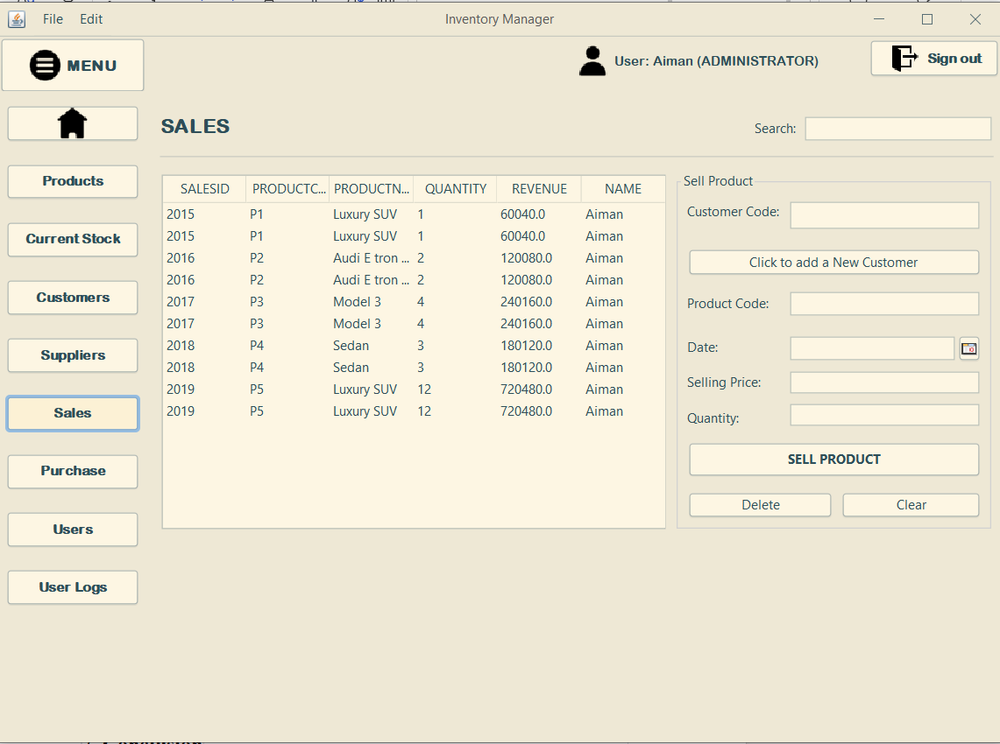 File Edit Inventory Manager
MENU
User: Aiman (ADMINISTRATOR)
Sign out
SALES
Search:
Products
Current Stock
Customers
Suppliers
Sales
Purchase
Users
User Logs
SALESID PRODUCTC... PRODUCTN... QUANTITY REVENUE NAME
2015 P1 Luxury SUV 1 60040.0 Aiman
2015 P1 Luxury SUV 1 60040.0 Aiman
2016 P2 Audi E tron ... 2 120080.0 Aiman
2016 P2 Audi E tron ... 2 120080.0 Aiman
2017 P3 Model 3 4 240160.0 Aiman
2017 P3 Model 3 4 240160.0 Aiman
2018 P4 Sedan 3 180120.0 Aiman
2018 P4 Sedan 3 180120.0 Aiman
2019 P5 Luxury SUV 12 720480.0 Aiman
2019 P5 Luxury SUV 12 720480.0 Aiman
Sell Product
Customer Code:
Click to add a New Customer
Product Code:
Date:
Selling Price:
Quantity:
SELL PRODUCT
Delete Clear